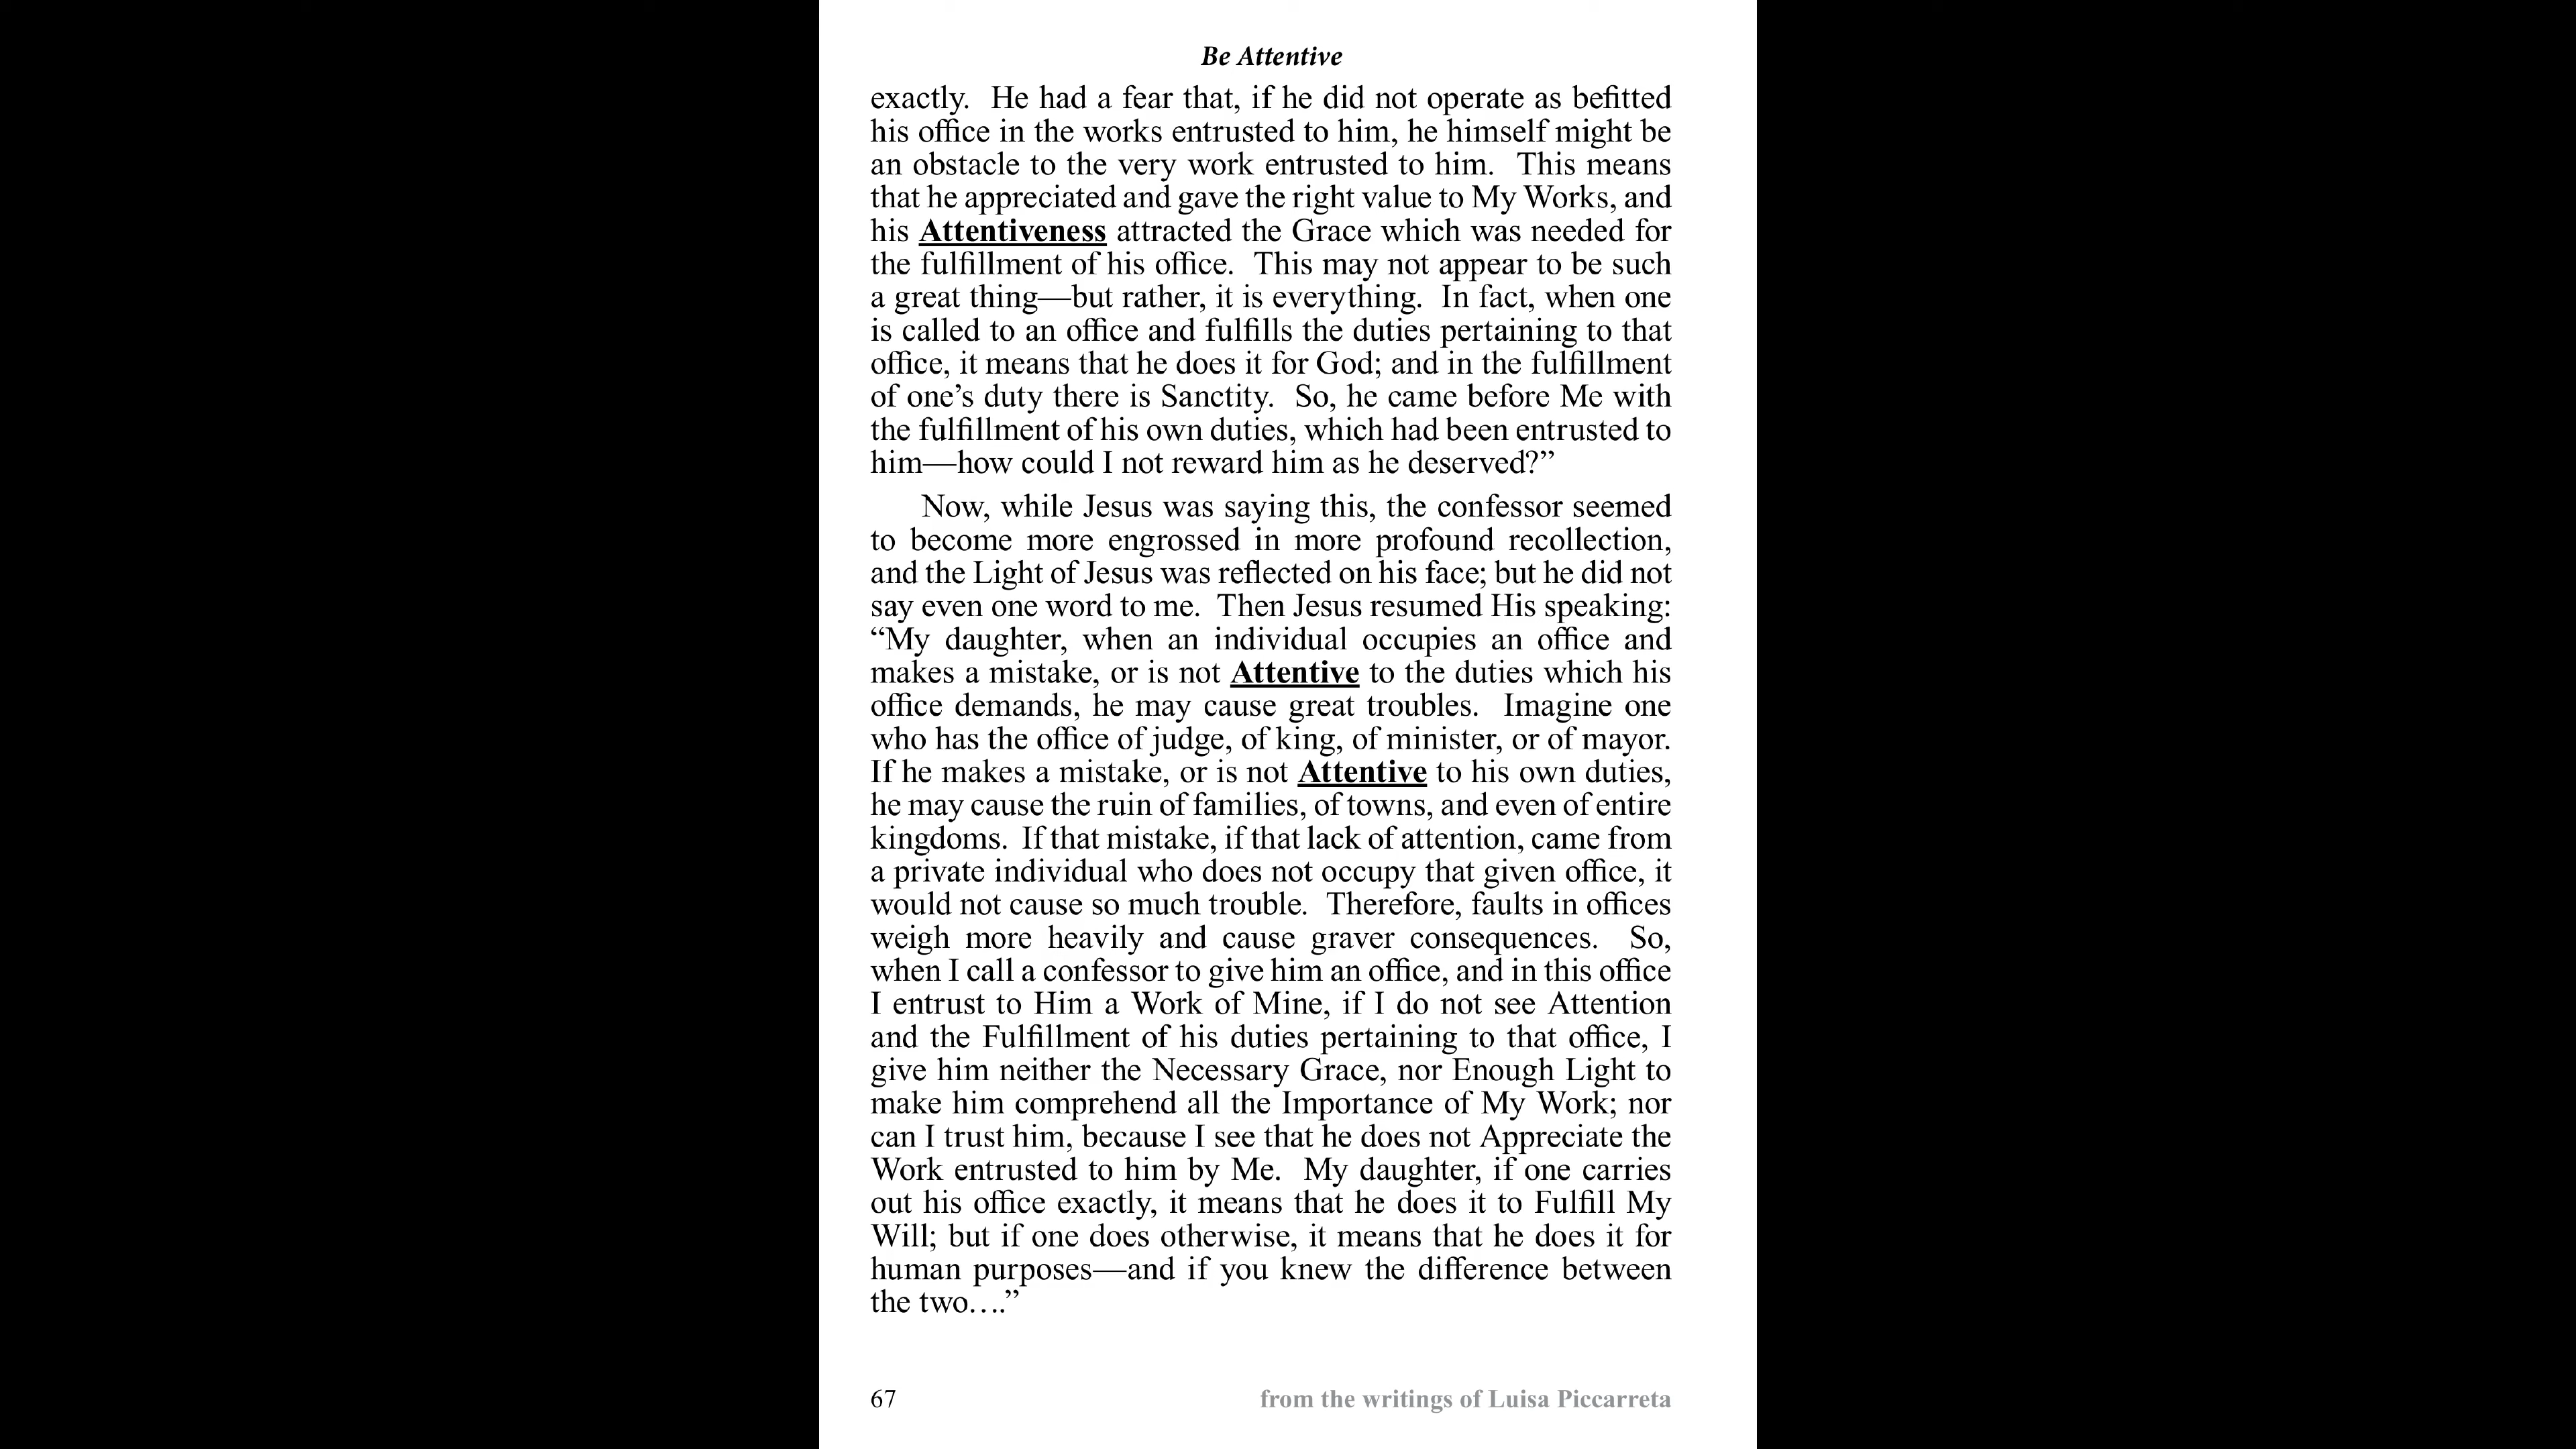 Be Attentive
exactly. He had a fear that, if he did not operate as befitted
his office in the works entrusted to him, he himself might be
an obstacle to the very work entrusted to him. This means
that he appreciated and gave the right value to My Works, and
his Attentiveness attracted the Grace which was needed for
the fulfillment of his office. This may not appear to be such
a great thing—but rather, it is everything. In fact, when one
is called to an office and fulfills the duties pertaining to that
office, it means that he does it for God; and in the fulfillment
of one’s duty there is Sanctity. So, he came before Me with
the fulfillment of his own duties, which had been entrusted to
him—how could I not reward him as he deserved?”
Now, while Jesus was saying this, the confessor seemed
to become more engrossed in more profound recollection,
and the Light of Jesus was reflected on his face; but he did not
say even one word to me. Then Jesus resumed His speaking:
“My daughter, when an individual occupies an office and
makes a mistake, or is not Attentive to the duties which his
office demands, he may cause great troubles. Imagine one
who has the office of judge, of king, of minister, or of mayor.
If he makes a mistake, or is not Attentive to his own duties,
he may cause the ruin of families, of towns, and even of entire
kingdoms. If that mistake, if that lack of attention, came from
a private individual who does not occupy that given office, it
would not cause so much trouble. Therefore, faults in offices
weigh more heavily and cause graver consequences. So,
when I call a confessor to give him an office, and in this office
I entrust to Him a Work of Mine, if I do not see Attention
and the Fulfillment of his duties pertaining to that office, I
give him neither the Necessary Grace, nor Enough Light to
make him comprehend all the Importance of My Work; nor
can I trust him, because I see that he does not Appreciate the
Work entrusted to him by Me. My daughter, if one carries
out his office exactly, it means that he does it to Fulfill My
Will; but if one does otherwise, it means that he does it for
human purposes—and if you knew the difference between
the two….”
67 from the writings of Luisa Piccarreta